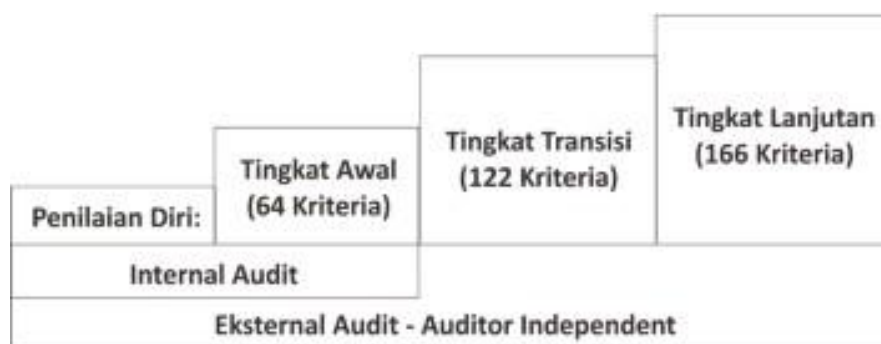 Penilaian Diri:
Tingkat Awal
(64 Kriteria)
Tingkat Transisi
(122 Kriteria)
Tingkat Lanjutan
(166 Kriteria)
Internal Audit
Eksternal Audit - Auditor Independent